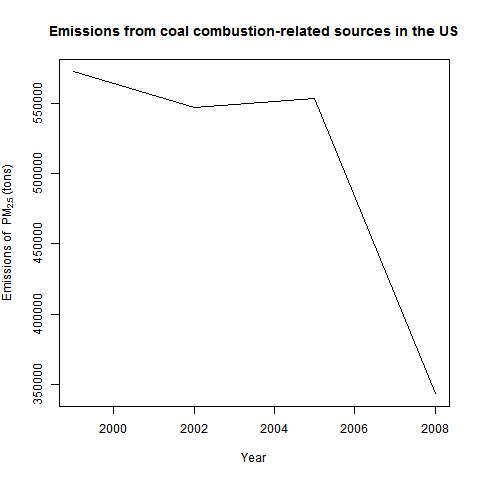 Emissions from coal combustion-related sources in the US
Emissions of PM2.5 (tons)
550000
500000
450000
400000
350000
2000 2002 2004 2006 2008
Year